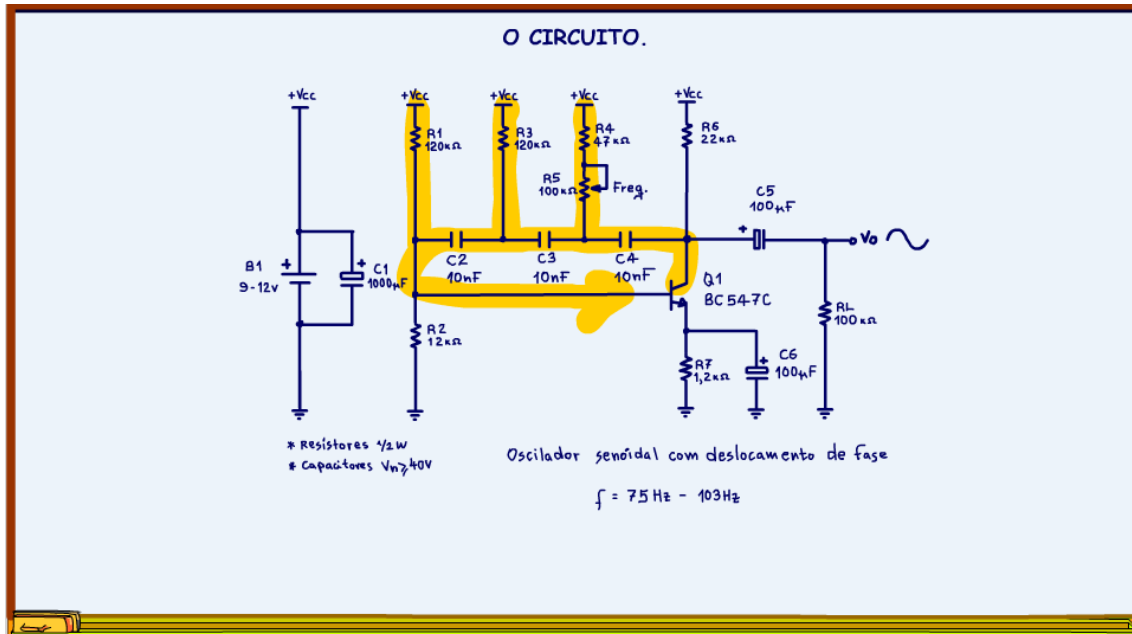 O CIRCUITO.
+Vcc
+Vcc
+Vcc
+Vcc
+Vcc
R1
120kΩ
R3
120kΩ
R4
47kΩ
R6
22kΩ
R5
100kΩ
Freq.
C5
100µF
+
Vo
C2
10nF
C3
10nF
C4
10nF
B1
9-12V
+
+
C1
1000µF
Q1
BC547C
R2
12kΩ
RL
100kΩ
R7
1,2kΩ
+
C6
100µF
* Resistores 1/2W
* Capacitores Vn≥40V
Oscilador senoidal com deslocamento de fase
f = 75Hz - 103Hz